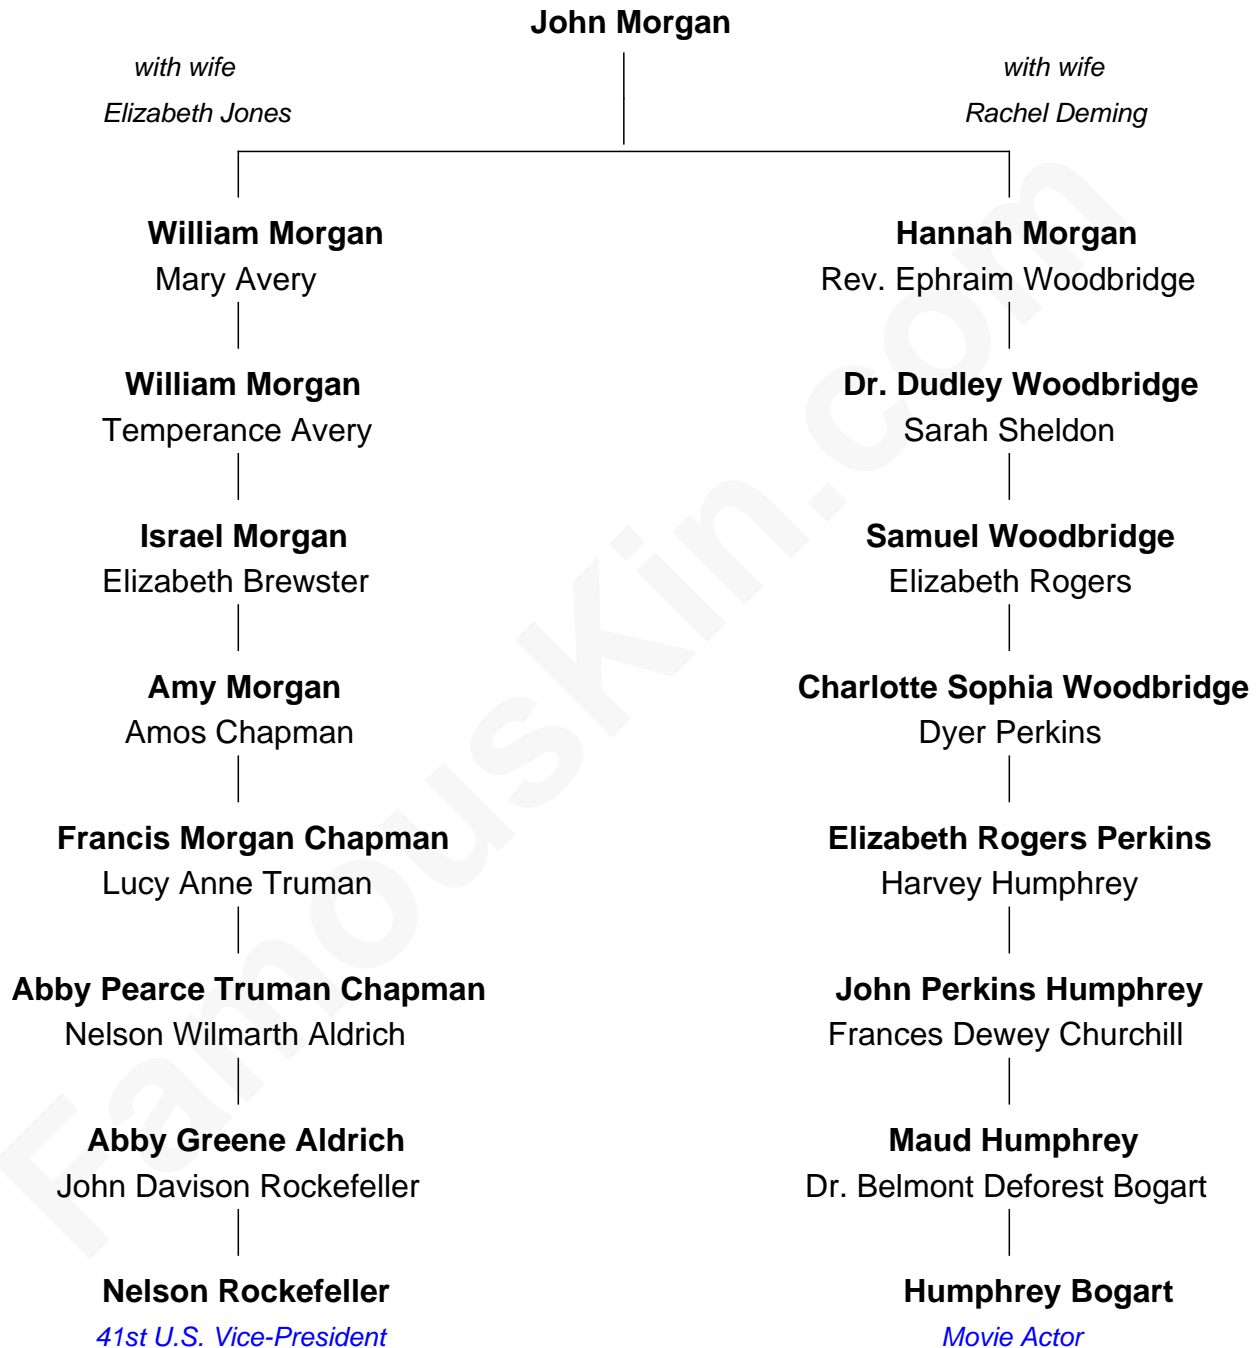 John Morgan
with wife
Elizabeth Jones
with wife
Rachel Deming
William Morgan
Mary Avery
Hannah Morgan
Rev. Ephraim Woodbridge
William Morgan
Temperance Avery
Dr. Dudley Woodbridge
Sarah Sheldon
Israel Morgan
Elizabeth Brewster
Samuel Woodbridge
Elizabeth Rogers
Amy Morgan
Amos Chapman
Charlotte Sophia Woodbridge
Dyer Perkins
Francis Morgan Chapman
Lucy Anne Truman
Elizabeth Rogers Perkins
Harvey Humphrey
Abby Pearce Truman Chapman
Nelson Wilmarth Aldrich
John Perkins Humphrey
Frances Dewey Churchill
Abby Greene Aldrich
John Davison Rockefeller
Maud Humphrey
Dr. Belmont Deforest Bogart
Nelson Rockefeller
41st U.S. Vice-President
Humphrey Bogart
Movie Actor
FamousKin.com